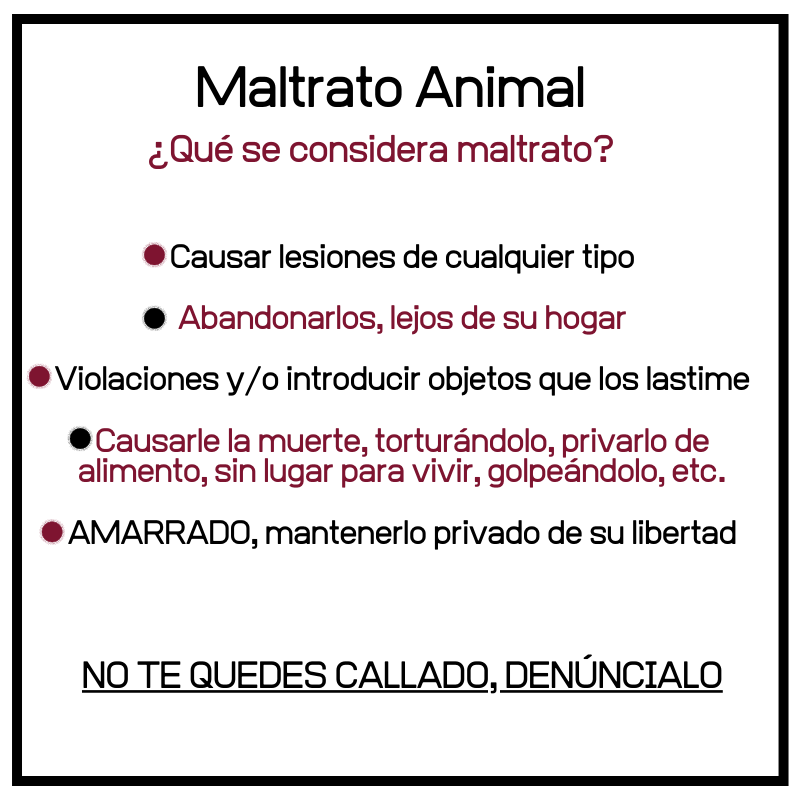 Maltrato Animal
¿Qué se considera maltrato?
Causar lesiones de cualquier tipo
Abandonarlos, lejos de su hogar
Violaciones y/o introducir objetos que los lastime
Causarle la muerte, torturándolo, privarlo de
alimento, sin lugar para vivir, golpeándolo, etc.
AMARRADO, mantenerlo privado de su libertad
NO TE QUEDES CALLADO, DENÚNCIALO